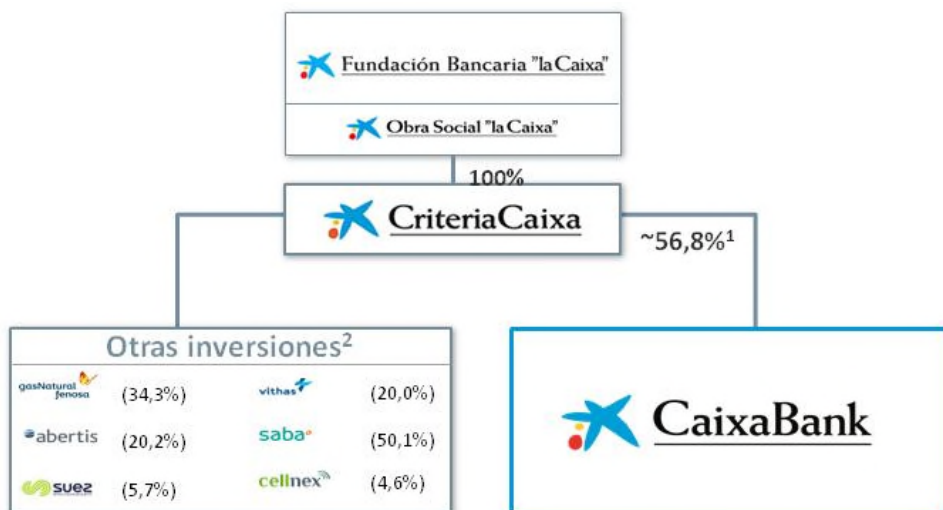 Fundación Bancaria "la Caixa"
Obra Social "la Caixa"
100%
CriteriaCaixa
~56,8%¹
Otras inversiones²
gasNatural fenosa (34,3%) vithas (20,0%)
abertis (20,2%) saba (50,1%)
suez (5,7%) cellnex (4,6%)
CaixaBank